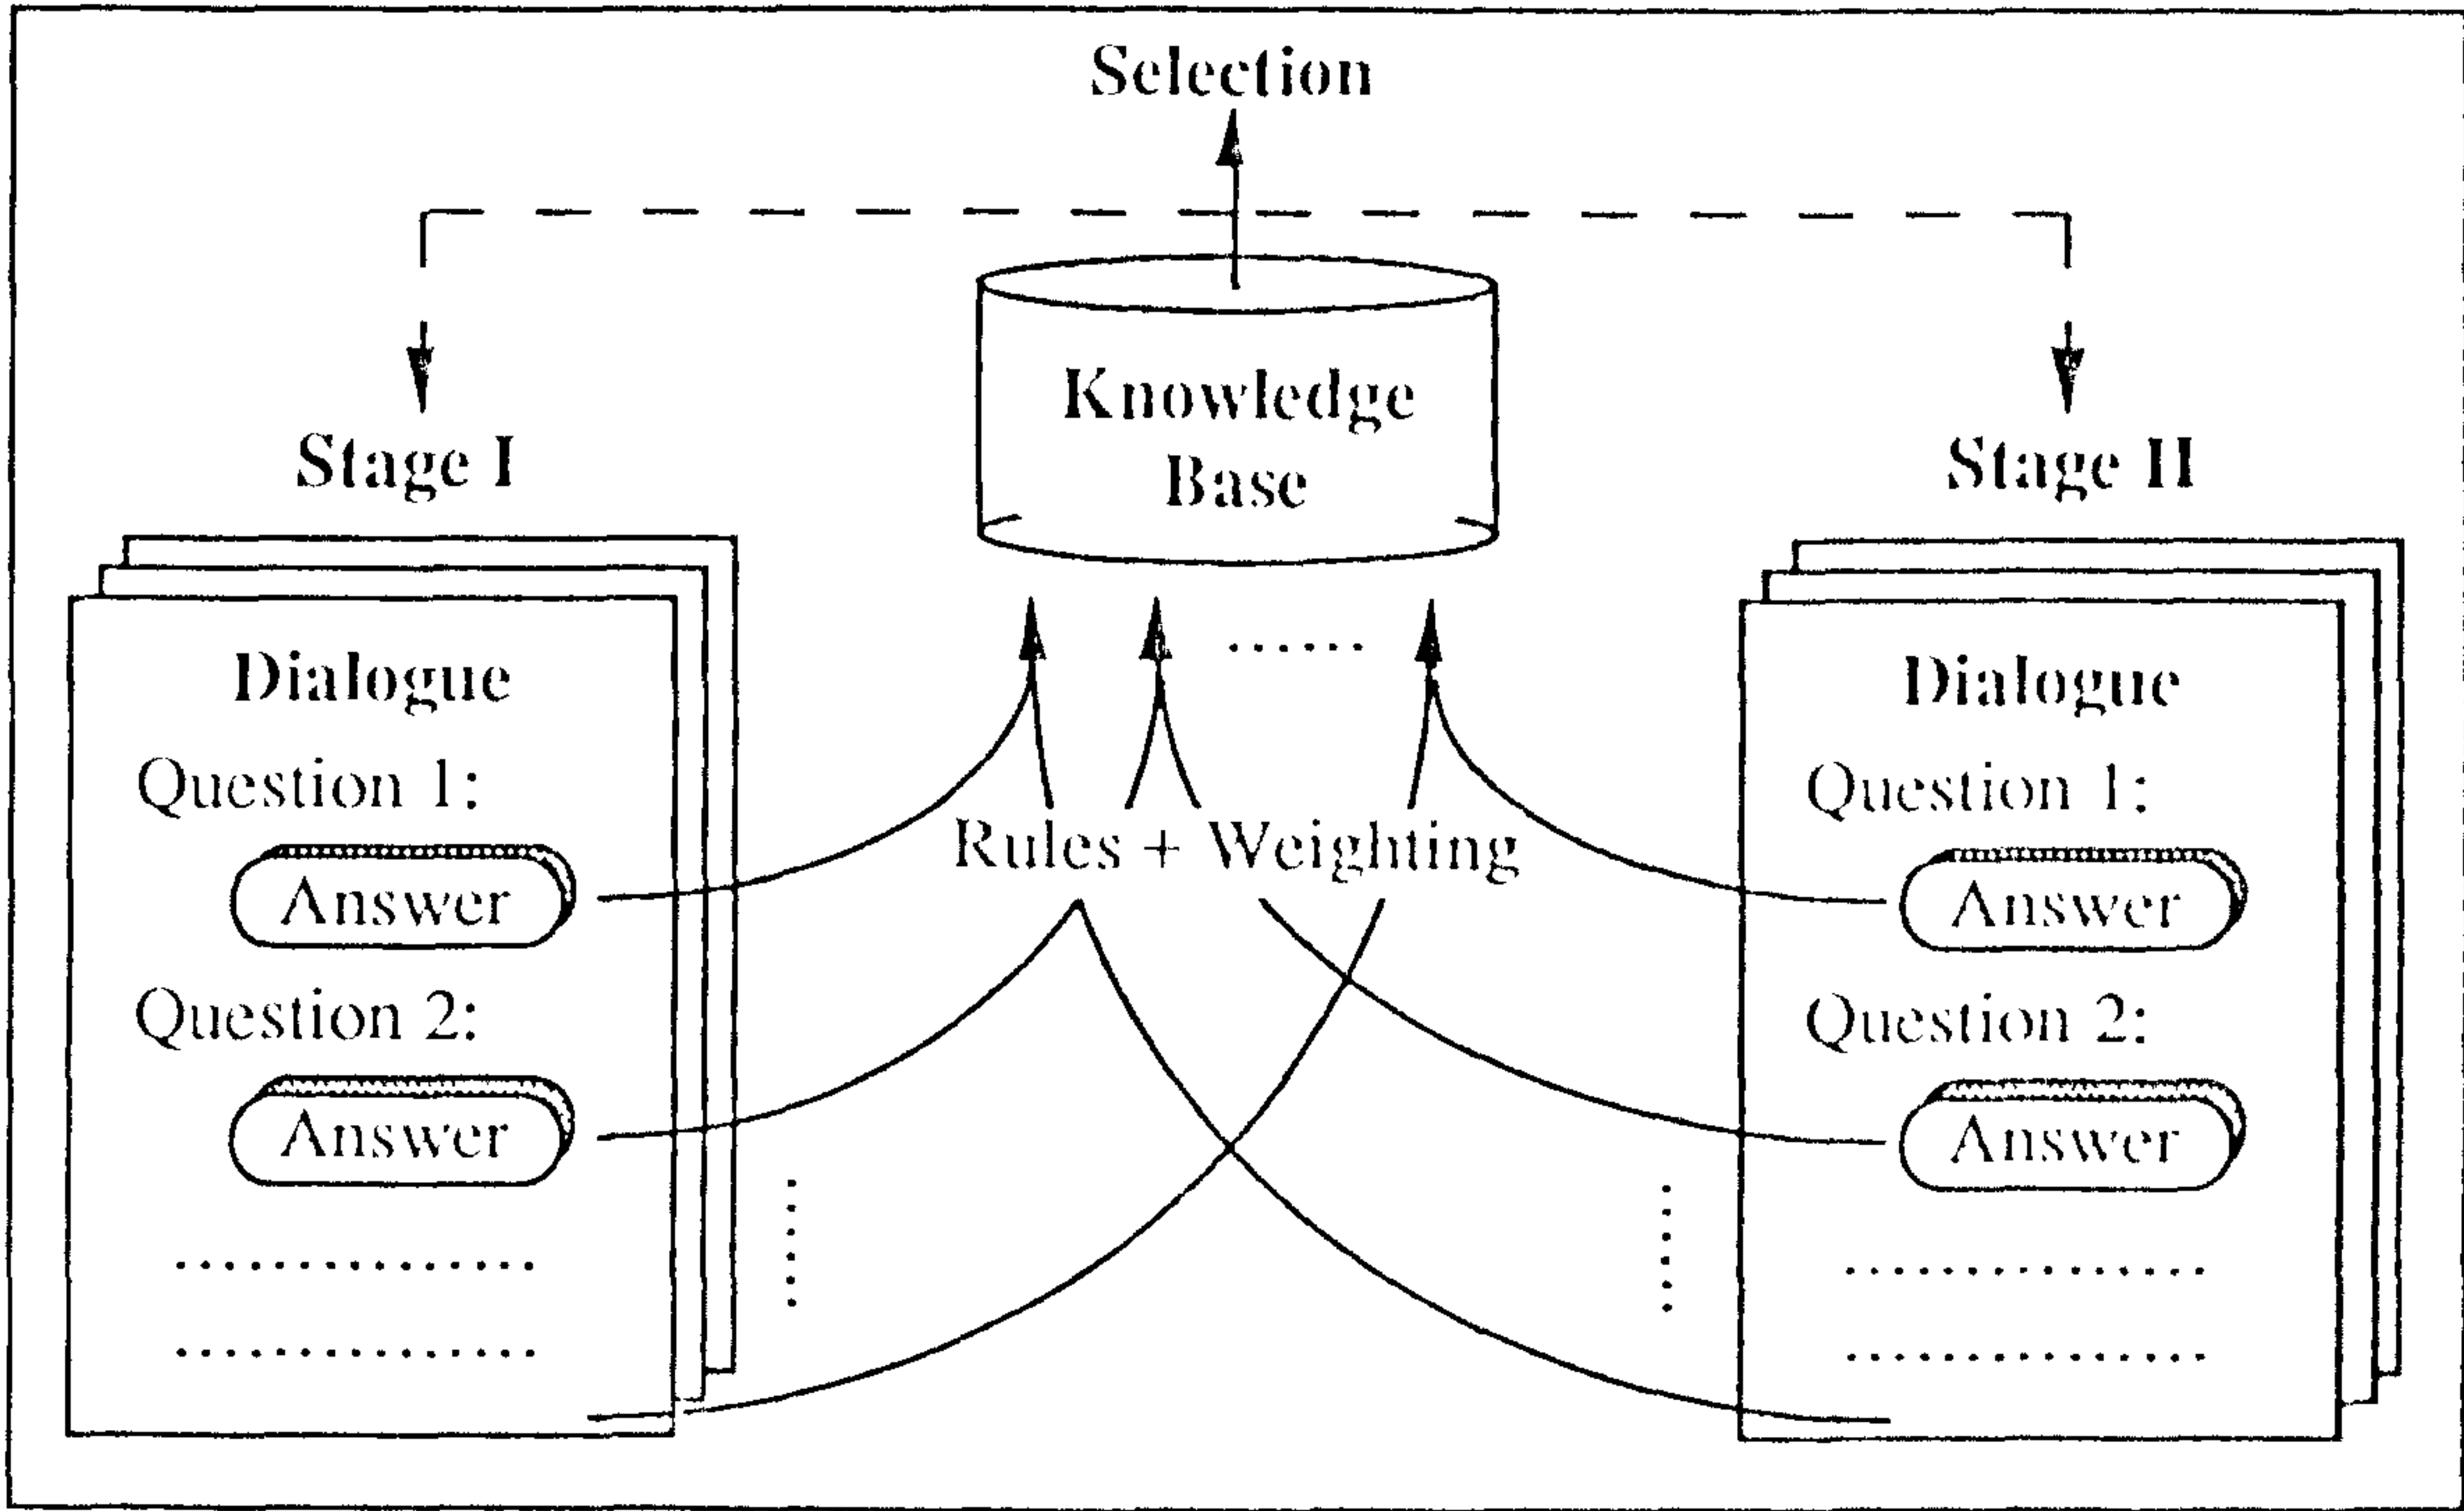 Selection
Knowledge
Base
Stage I
Dialogue
Question 1:
Answer
Question 2:
Answer
...............
...............
......
Rules + Weighting
Stage II
Dialogue
Question 1:
Answer
Question 2:
Answer
...............
...............